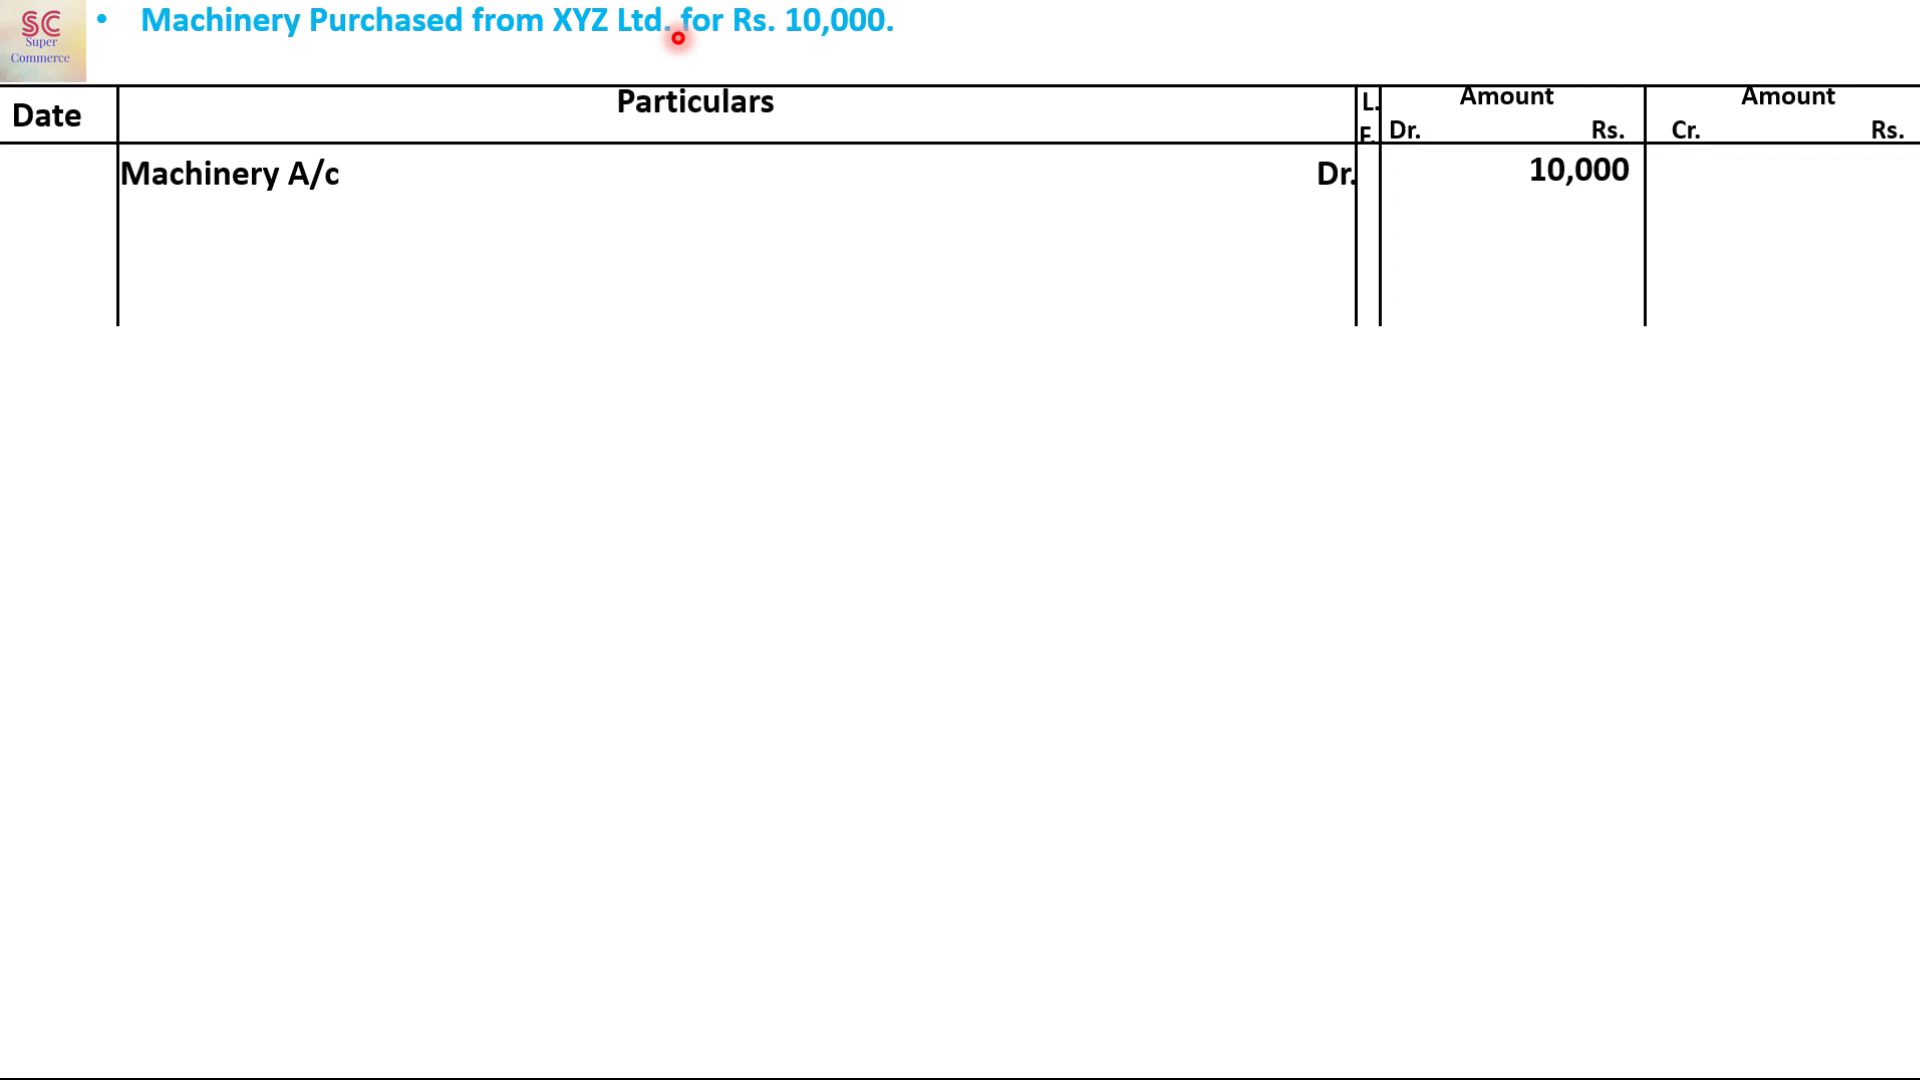 SC
Super
Commerce
• Machinery Purchased from XYZ Ltd. for Rs. 10,000.
Date Particulars L. F. Amount Dr. Rs. Amount Cr. Rs.
Machinery A/c Dr. 10,000